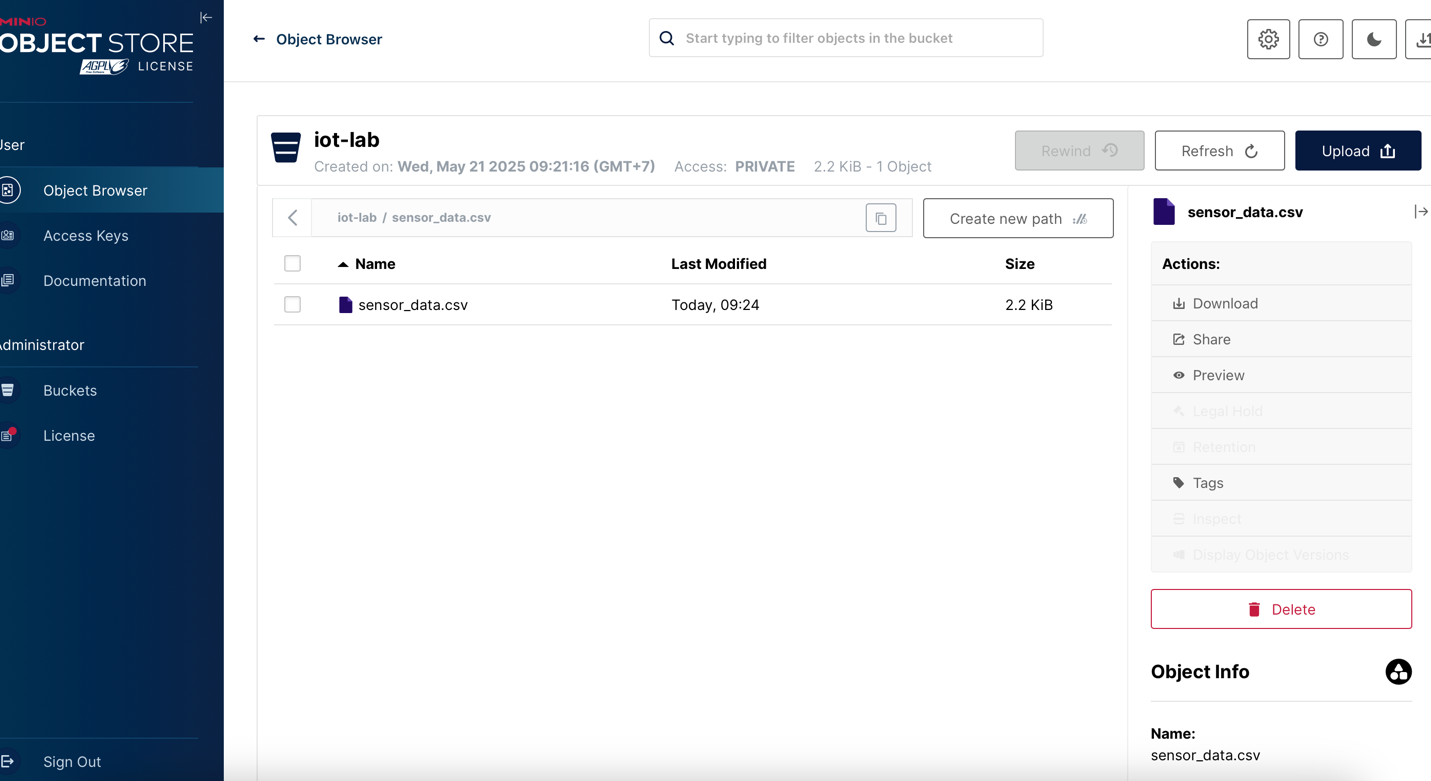 MINIO
OBJECT STORE
AGPL LICENSE
User
Object Browser
Access Keys
Documentation
Administrator
Buckets
License
Sign Out
Object Browser
Start typing to filter objects in the bucket
iot-lab
Created on: Wed, May 21 2025 09:21:16 (GMT+7) Access: PRIVATE 2.2 KiB - 1 Object
Rewind
Refresh
Upload
iot-lab / sensor_data.csv
Create new path
Name Last Modified Size
sensor_data.csv Today, 09:24 2.2 KiB
sensor_data.csv
Actions:
Download
Share
Preview
Legal Hold
Retention
Tags
Inspect
Display Object Versions
Delete
Object Info
Name:
sensor_data.csv